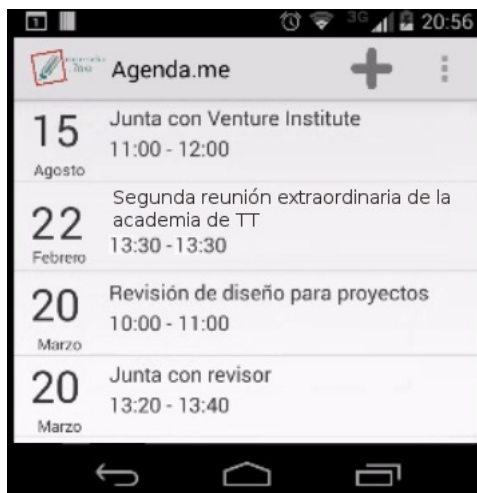 1
3G
20:56
Agenda.me
15
Agosto
Junta con Venture Institute
11:00 - 12:00
22
Febrero
Segunda reunión extraordinaria de la
academia de TT
13:30 - 13:30
20
Marzo
Revisión de diseño para proyectos
10:00 - 11:00
20
Marzo
Junta con revisor
13:20 - 13:40